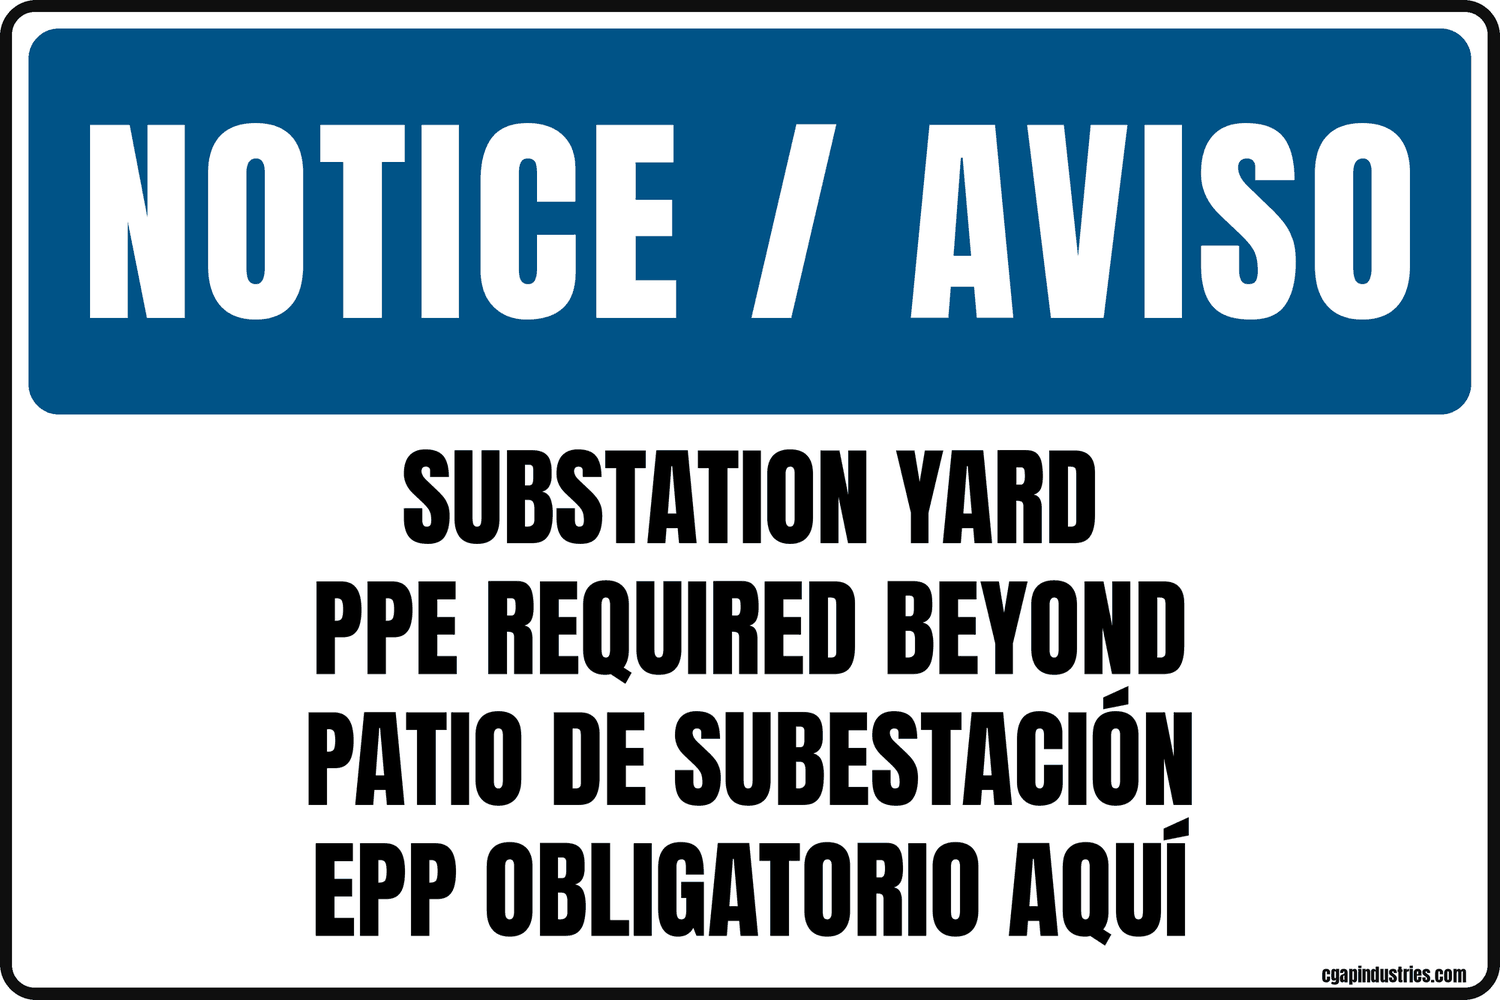 NOTICE / AVISO
SUBSTATION YARD
PPE REQUIRED BEYOND
PATIO DE SUBESTACIÓN
EPP OBLIGATORIO AQUÍ
cgapindustries.com